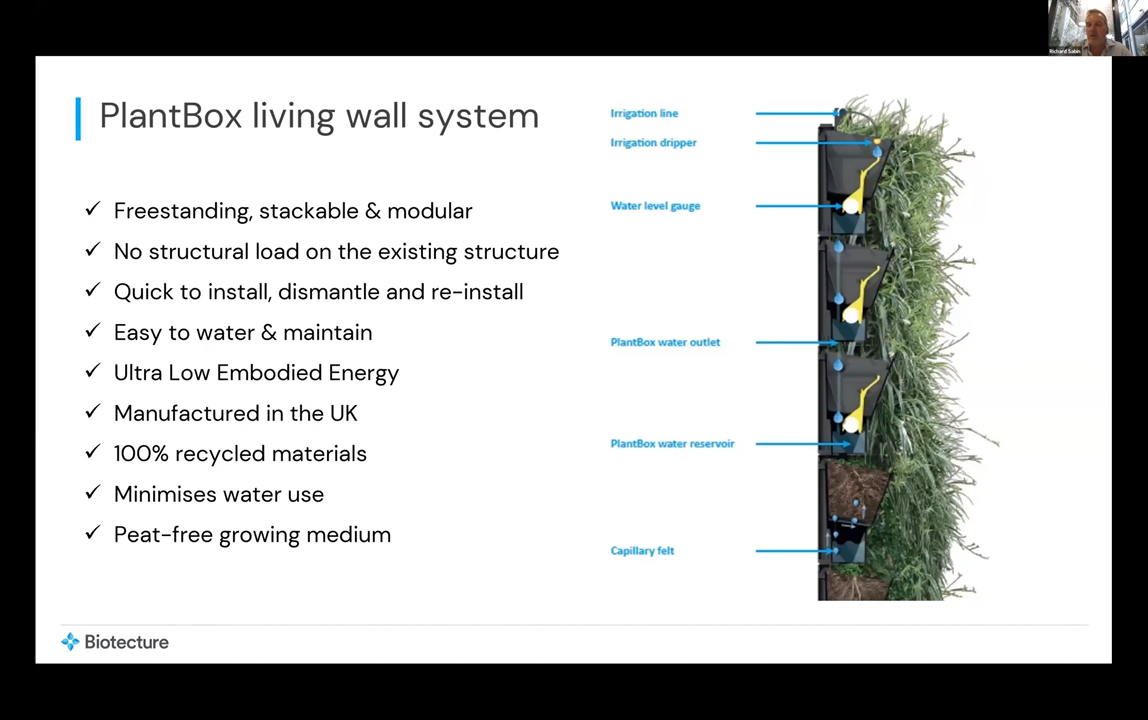 Richard Sabin
PlantBox living wall system
✓ Freestanding, stackable & modular
✓ No structural load on the existing structure
✓ Quick to install, dismantle and re-install
✓ Easy to water & maintain
✓ Ultra Low Embodied Energy
✓ Manufactured in the UK
✓ 100% recycled materials
✓ Minimises water use
✓ Peat-free growing medium
Irrigation line
Irrigation dripper
Water level gauge
PlantBox water outlet
PlantBox water reservoir
Capillary felt
Biotecture